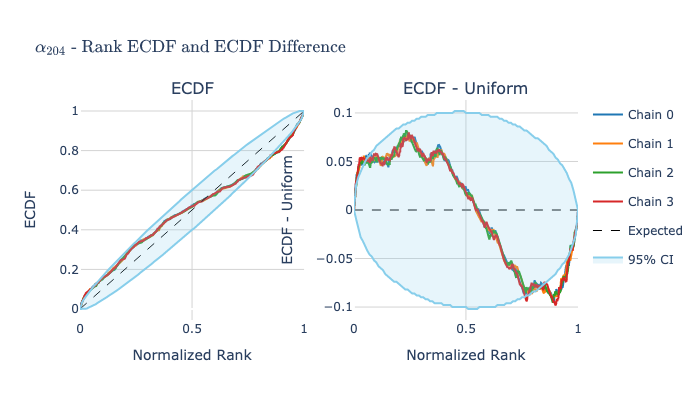 α₂₀₄ - Rank ECDF and ECDF Difference
ECDF
ECDF
1
0.8
0.6
0.4
0.2
0
0
0.5
1
Normalized Rank
ECDF - Uniform
ECDF - Uniform
0.1
0.05
0
−0.05
−0.1
0
0.5
1
Normalized Rank
Chain 0
Chain 1
Chain 2
Chain 3
Expected
95% CI